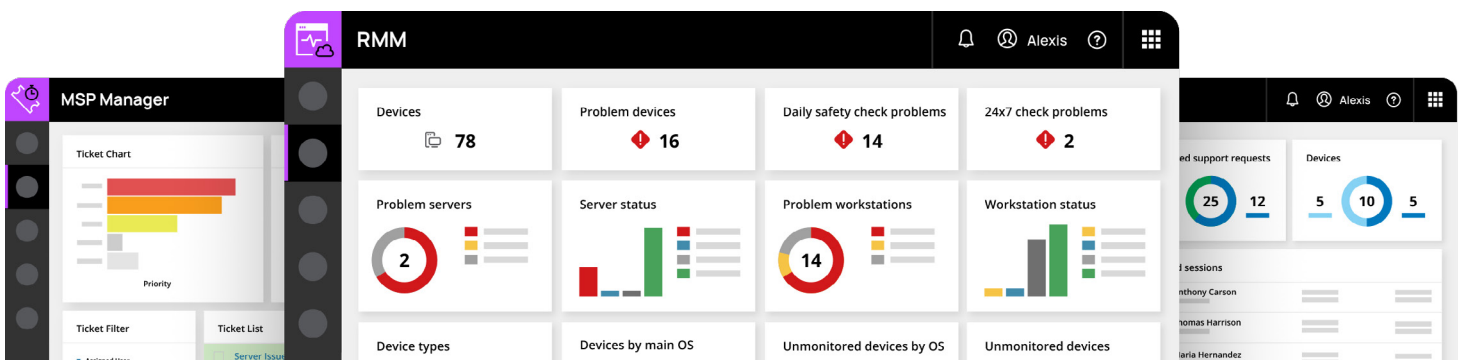 MSP Manager
Ticket Chart
Priority
Ticket Filter
Ticket List
Server Issue
RMM
Alexis
Devices
78
Problem devices
16
Daily safety check problems
14
24x7 check problems
2
Problem servers
2
Server status
Problem workstations
14
Workstation status
Device types
Devices by main OS
Unmonitored devices by OS
Unmonitored devices
Alexis
ed support requests
25
12
Devices
5
10
5
d sessions
nthony Carson
homas Harrison
aria Hernandez